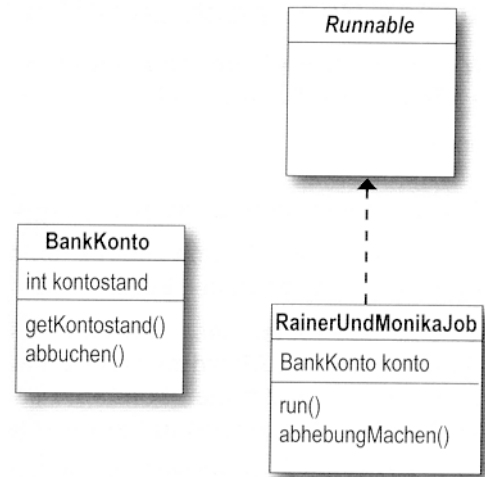 Runnable
BankKonto
int kontostand
getKontostand()
abbuchen()
RainerUndMonikaJob
BankKonto konto
run()
abhebungMachen()